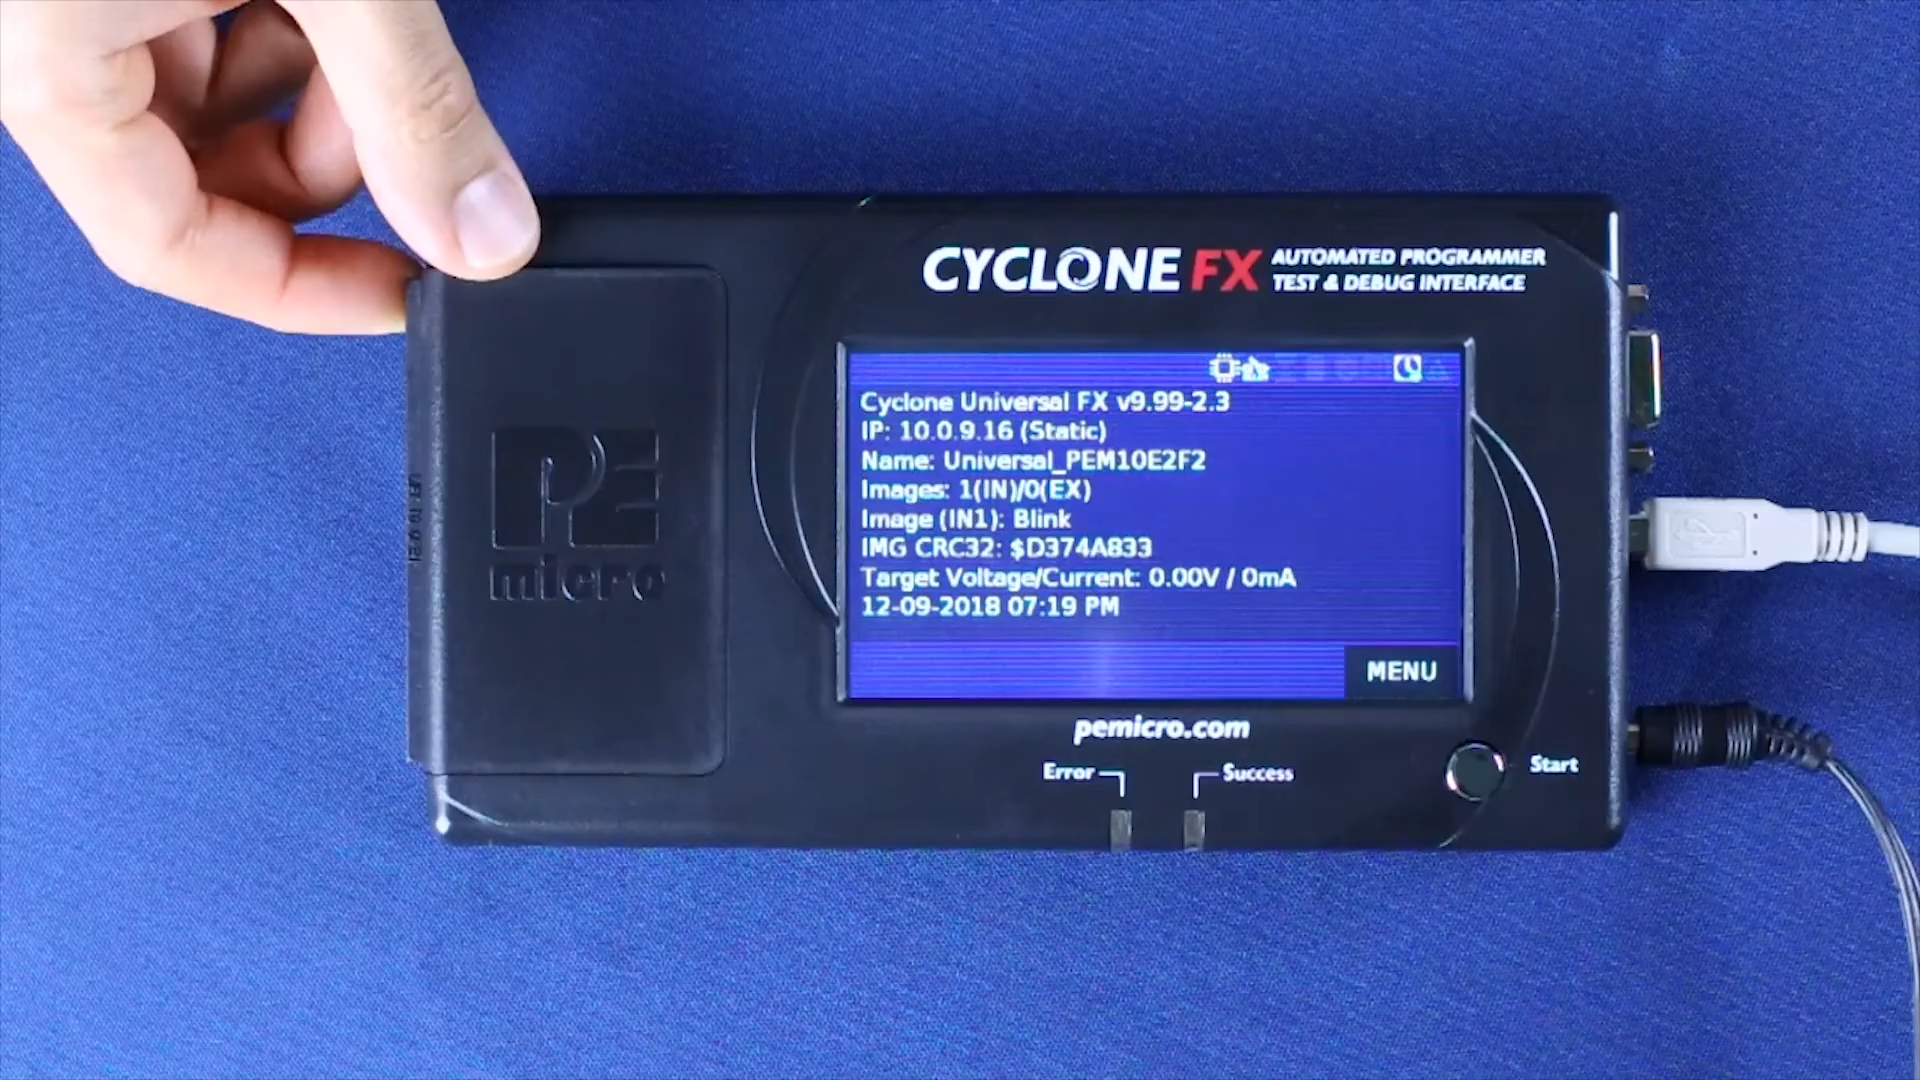 CYCLONE FX AUTOMATED PROGRAMMER
TEST & DEBUG INTERFACE
Cyclone Universal FX v9.99-2.3
IP: 10.0.9.16 (Static)
Name: Universal_PEM10E2F2
Images: 1(IN)/0(EX)
Image (IN1): Blink
IMG CRC32: $D374A833
Target Voltage/Current: 0.00V / 0mA
12-09-2018 07:19 PM
MENU
PE
micro
pemicro.com
Error
Success
Start